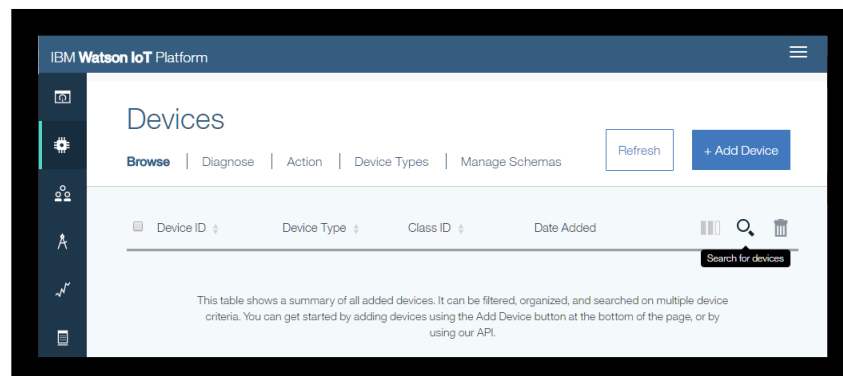 IBM Watson IoT Platform
Devices
Browse | Diagnose | Action | Device Types | Manage Schemas
Refresh
+ Add Device
Device ID Device Type Class ID Date Added
Search for devices
This table shows a summary of all added devices. It can be filtered, organized, and searched on multiple device
criteria. You can get started by adding devices using the Add Device button at the bottom of the page, or by
using our API.